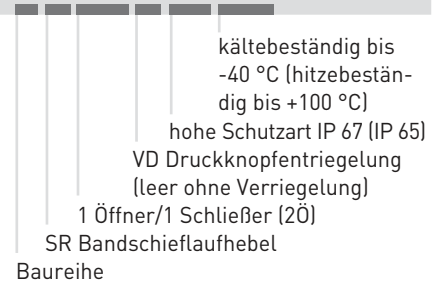 kältebeständig bis
-40 °C (hitzebestän-
dig bis +100 °C)
hohe Schutzart IP 67 (IP 65)
VD Druckknopfentriegelung
(leer ohne Verriegelung)
1 Öffner/1 Schließer (2Ö)
SR Bandschieflaufhebel
Baureihe